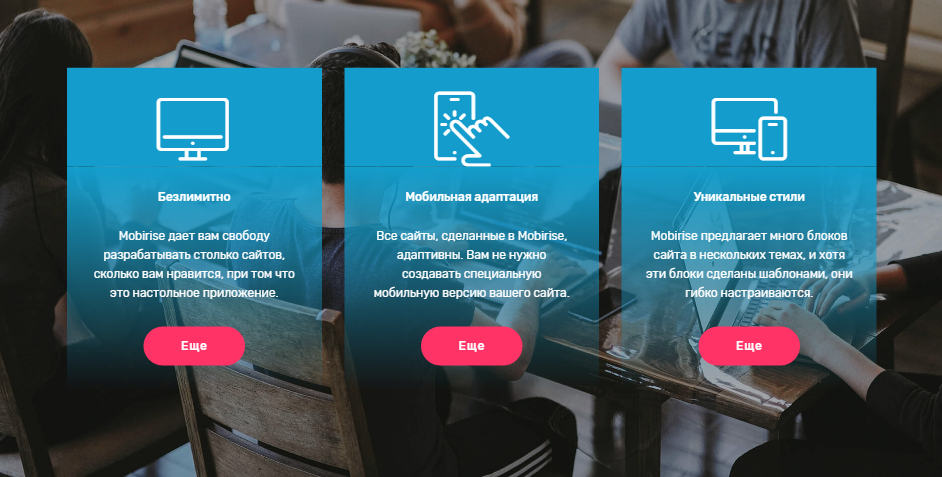 Безлимитно
Mobirise дает вам свободу
разрабатывать столько сайтов,
сколько вам нравится, при том что
это настольное приложение.
Еще
Мобильная адаптация
Все сайты, сделанные в Mobirise,
адаптивны. Вам не нужно
создавать специальную
мобильную версию вашего сайта.
Еще
Уникальные стили
Mobirise предлагает много блоков
сайта в нескольких темах, и хотя
эти блоки сделаны шаблонами, они
гибко настраиваются.
Еще